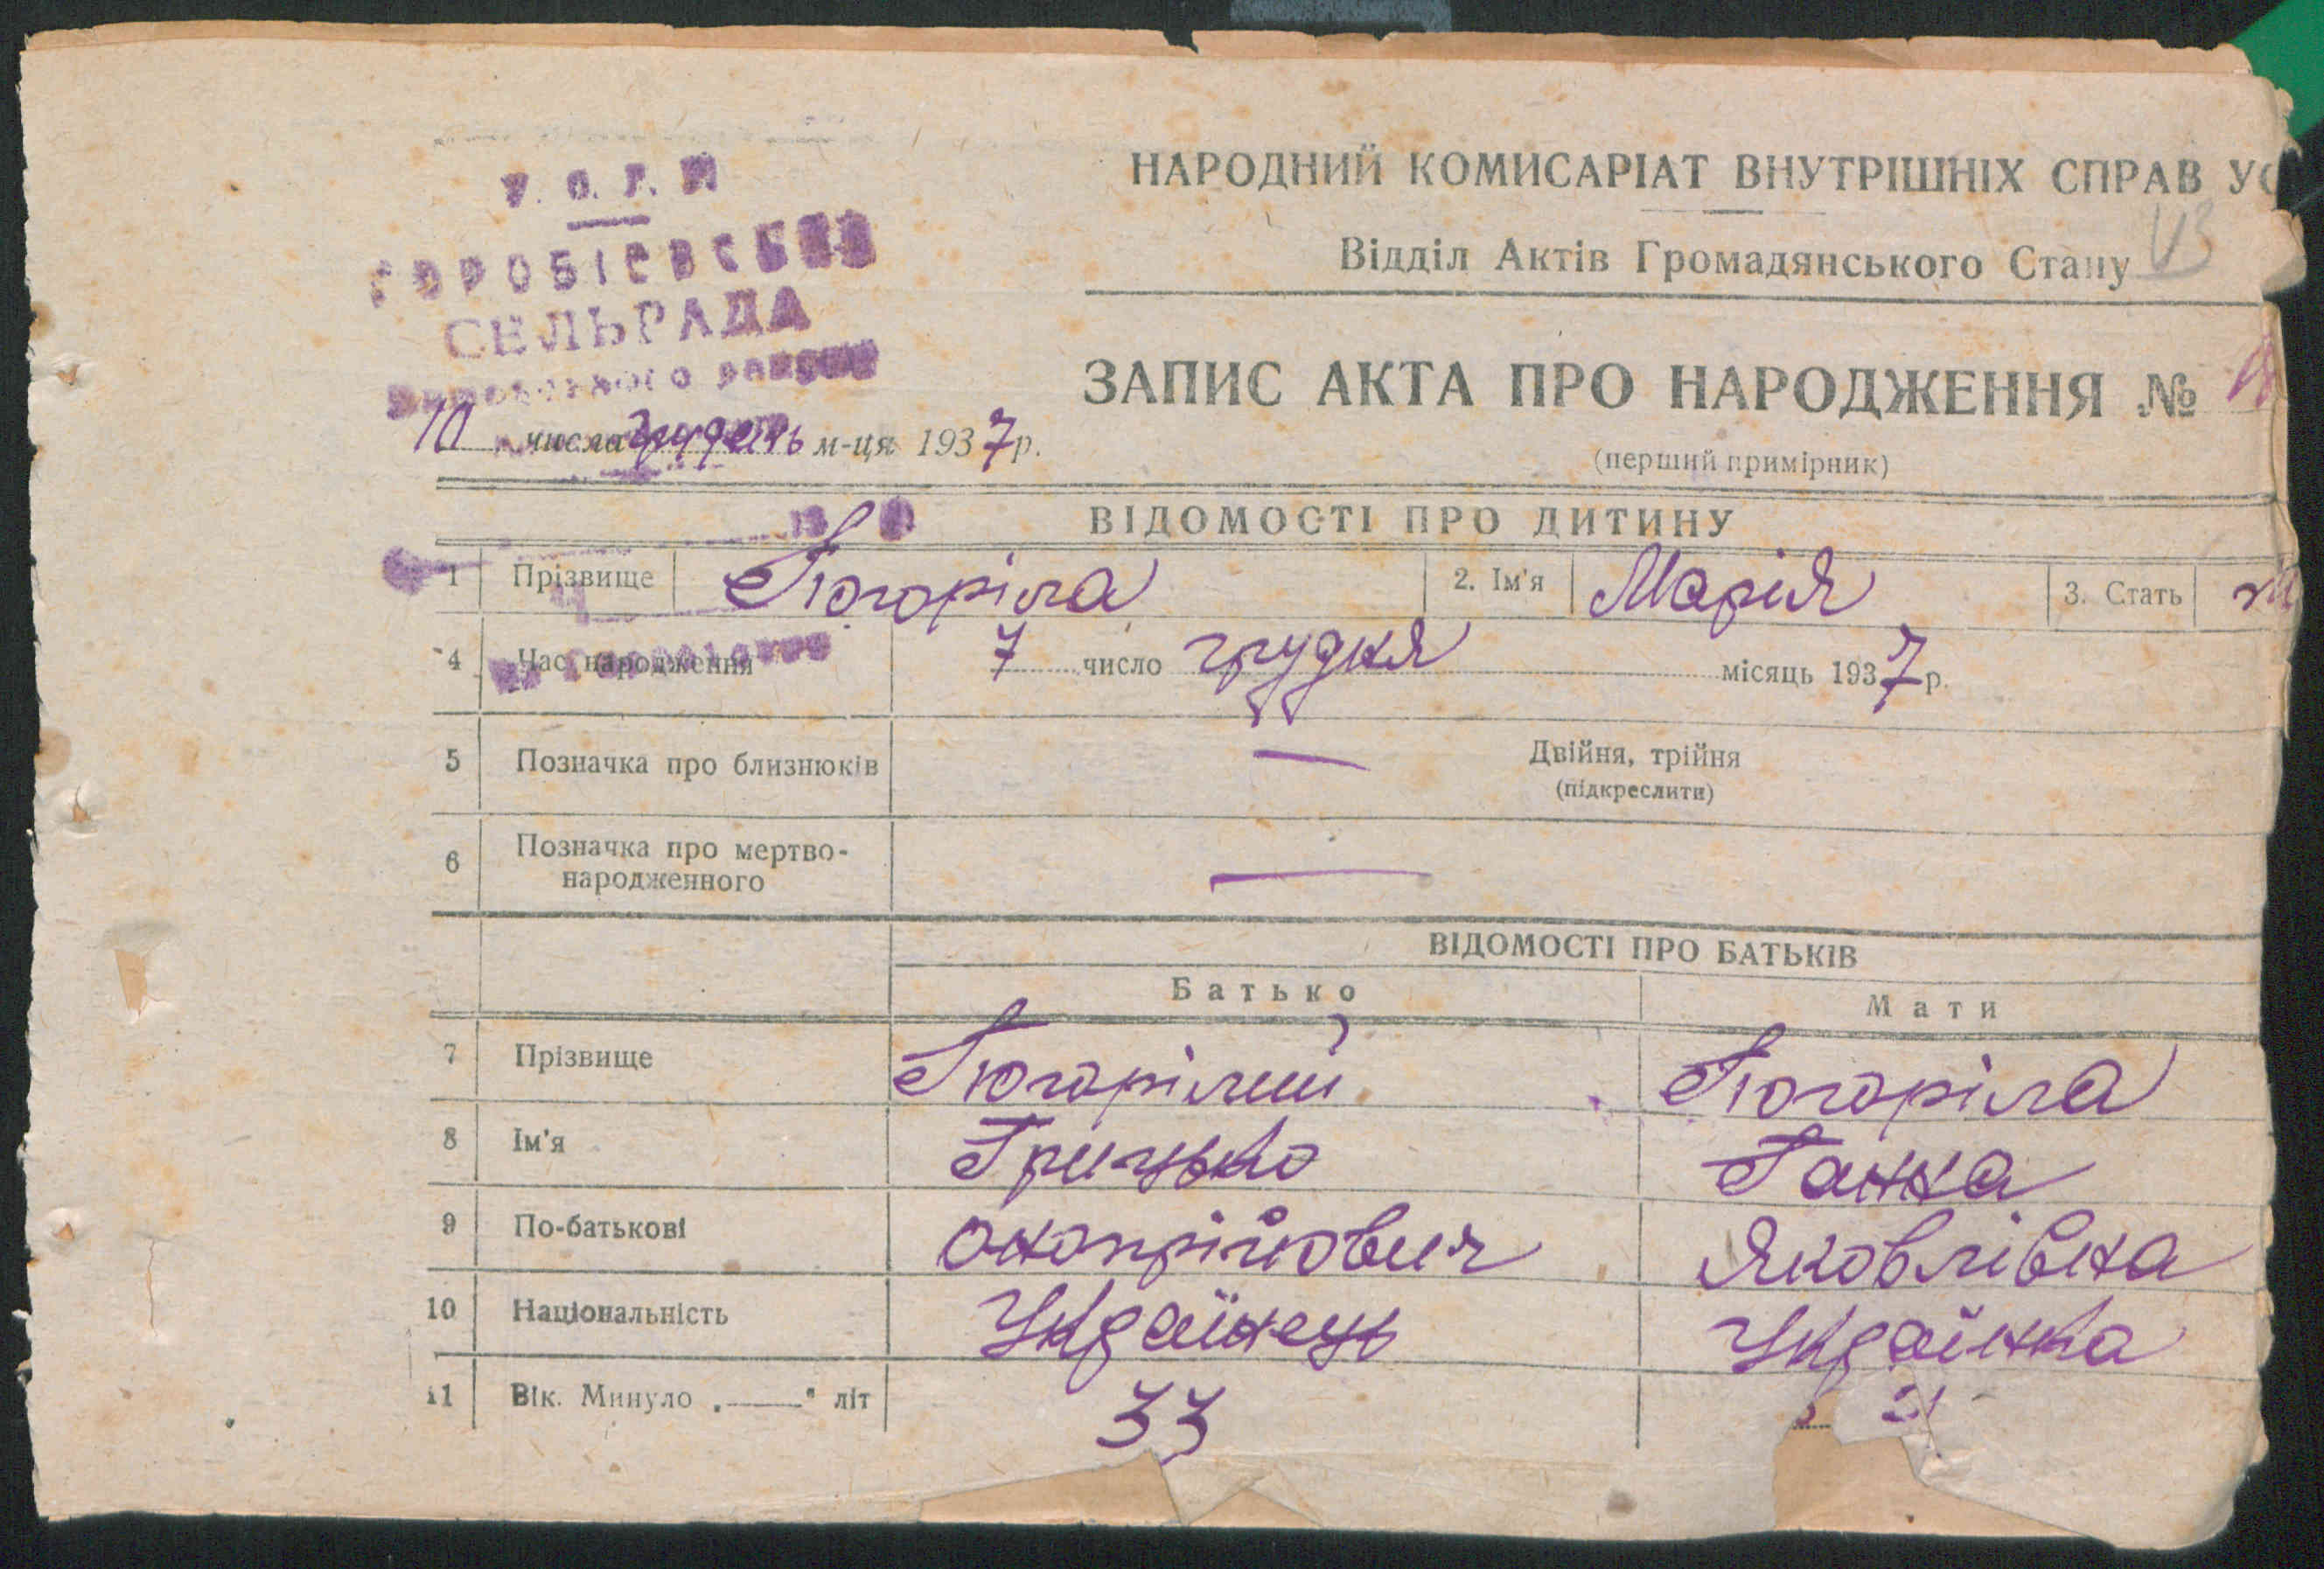 У. С. Р. Р.
СЕЛЬРАДА
НАРОДНИЙ КОМИСАРІАТ ВНУТРІШНІХ СПРАВ УС
Відділ Актів Громадянського Стану
ЗАПИС АКТА ПРО НАРОДЖЕННЯ №
(перший примірник)
10 числа грудень м-ця 1937 р.
ВІДОМОСТІ ПРО ДИТИНУ
1 Прізвище Погоріла 2. Ім'я Марія 3. Стать
4 Час народження 7 число грудня місяць 1937 р.
5 Позначка про близнюків — Двійня, трійня
(підкреслити)
6 Позначка про мертво-
народженного —
ВІДОМОСТІ ПРО БАТЬКІВ
Батько Мати
7 Прізвище Погорілий Погоріла
8 Ім'я Грицько Ганна
9 По-батькові Онопрійович Яковлівна
10 Національність Українець Українка
11 Вік. Минуло „——" літ 33